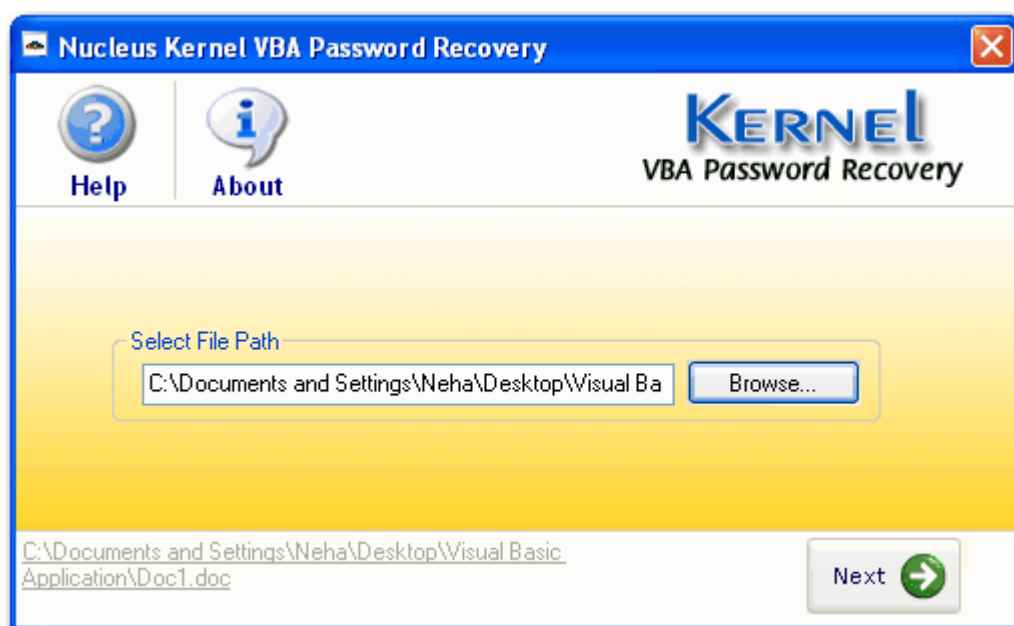 Nucleus Kernel VBA Password Recovery
Help
About
KERNEL
VBA Password Recovery
Select File Path
C:\Documents and Settings\Neha\Desktop\Visual Ba
Browse...
C:\Documents and Settings\Neha\Desktop\Visual Basic
Application\Doc1.doc
Next